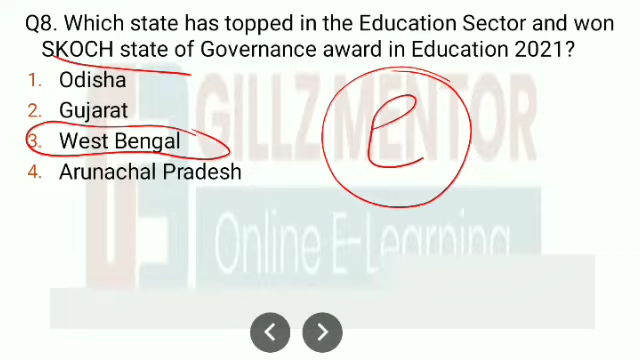 Q8. Which state has topped in the Education Sector and won
SKOCH state of Governance award in Education 2021?
1. Odisha
2. Gujarat
3. West Bengal
4. Arunachal Pradesh
e
GILLZ MENTOR
Online E-Learning